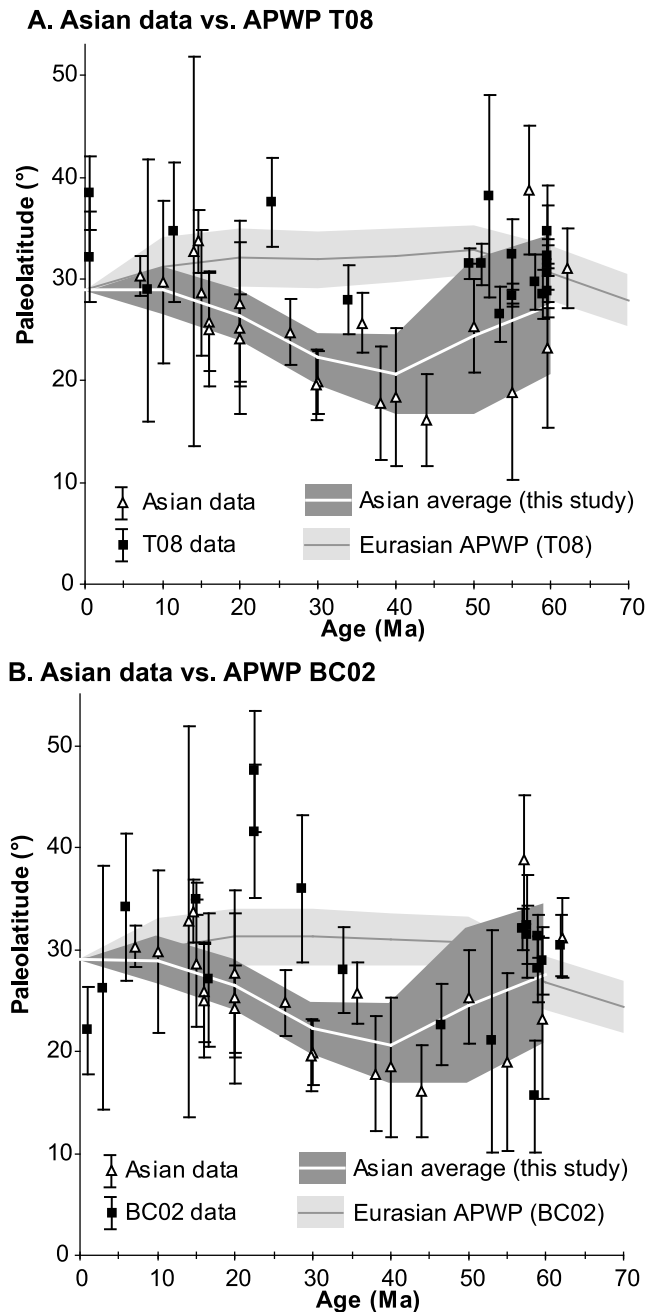 A. Asian data vs. APWP T08
50
40
30
20
10
0
Paleolatitude (°)
Asian data
Asian average (this study)
T08 data
Eurasian APWP (T08)
0 10 20 30 40 50 60 70
Age (Ma)
B. Asian data vs. APWP BC02
50
40
30
20
10
0
Paleolatitude (°)
Asian data
Asian average (this study)
BC02 data
Eurasian APWP (BC02)
0 10 20 30 40 50 60 70
Age (Ma)